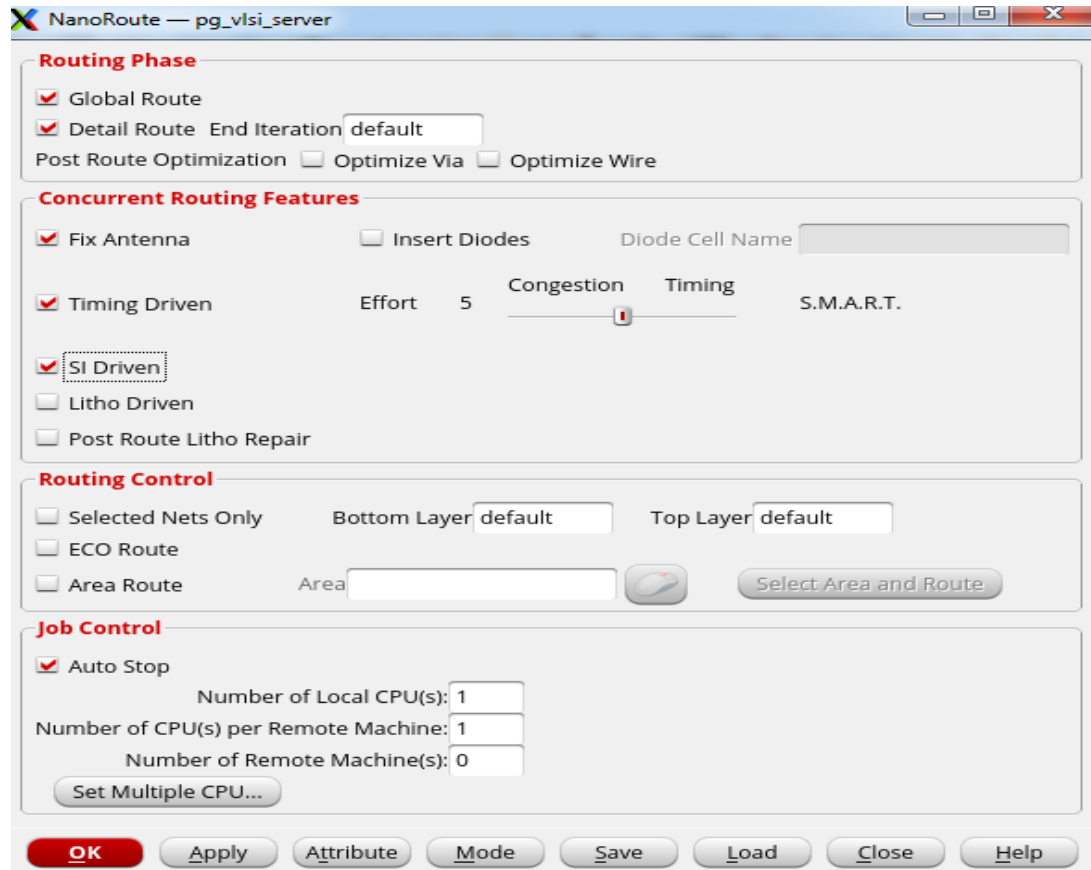 NanoRoute — pg_vlsi_server
Routing Phase
Global Route
Detail Route End Iteration default
Post Route Optimization Optimize Via Optimize Wire
Concurrent Routing Features
Fix Antenna Insert Diodes Diode Cell Name
Congestion Timing
Timing Driven Effort 5 S.M.A.R.T.
SI Driven
Litho Driven
Post Route Litho Repair
Routing Control
Selected Nets Only Bottom Layer default Top Layer default
ECO Route
Area Route Area Select Area and Route
Job Control
Auto Stop
Number of Local CPU(s): 1
Number of CPU(s) per Remote Machine: 1
Number of Remote Machine(s): 0
Set Multiple CPU...
OK Apply Attribute Mode Save Load Close Help